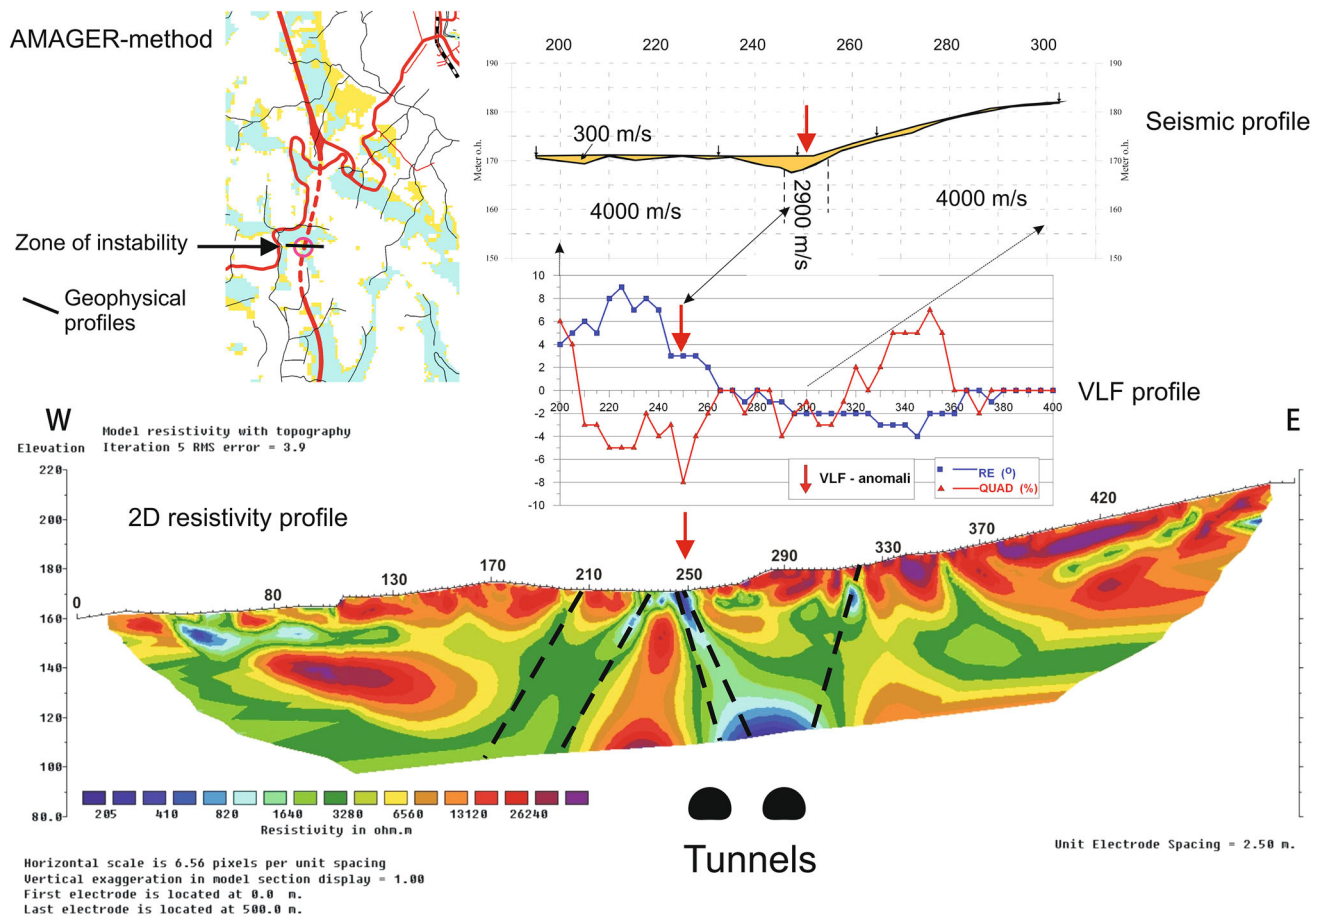 AMAGER-method
Zone of instability
Geophysical
profiles
200 220 240 260 280 300
190 190
180 180
170 170
160 160
150 150
Meter o.h. Meter o.h.
300 m/s
4000 m/s
2900 m/s
4000 m/s
Seismic profile
10
8
6
4
2
0
-2
-4
-6
-8
-10
200 220 240 260 280 300 320 340 360 380 400
VLF - anomali
RE (o)
QUAD (%)
VLF profile
W
E
Model resistivity with topography
Elevation Iteration 5 RMS error = 3.9
2D resistivity profile
220
200
180
160
140
120
100
80.0
0 80 130 170 210 250 290 330 370 420
205 410 820 1640 3280 6560 13120 26240
Resistivity in ohm.m
Tunnels
Unit Electrode Spacing = 2.50 m.
Horizontal scale is 6.56 pixels per unit spacing
Vertical exaggeration in model section display = 1.00
First electrode is located at 0.0 m.
Last electrode is located at 500.0 m.